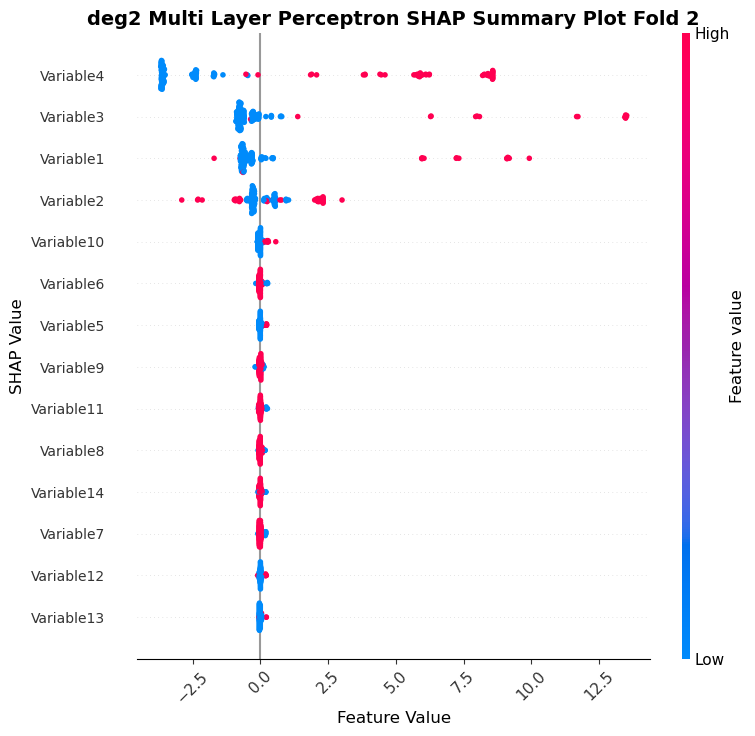 deg2 Multi Layer Perceptron SHAP Summary Plot Fold 2
High
Variable4
Variable3
Variable1
Variable2
Variable10
Variable6
Variable5
Variable9
Variable11
Variable8
Variable14
Variable7
Variable12
Variable13
SHAP Value
Feature value
Low
−2.5 0.0 2.5 5.0 7.5 10.0 12.5
Feature Value